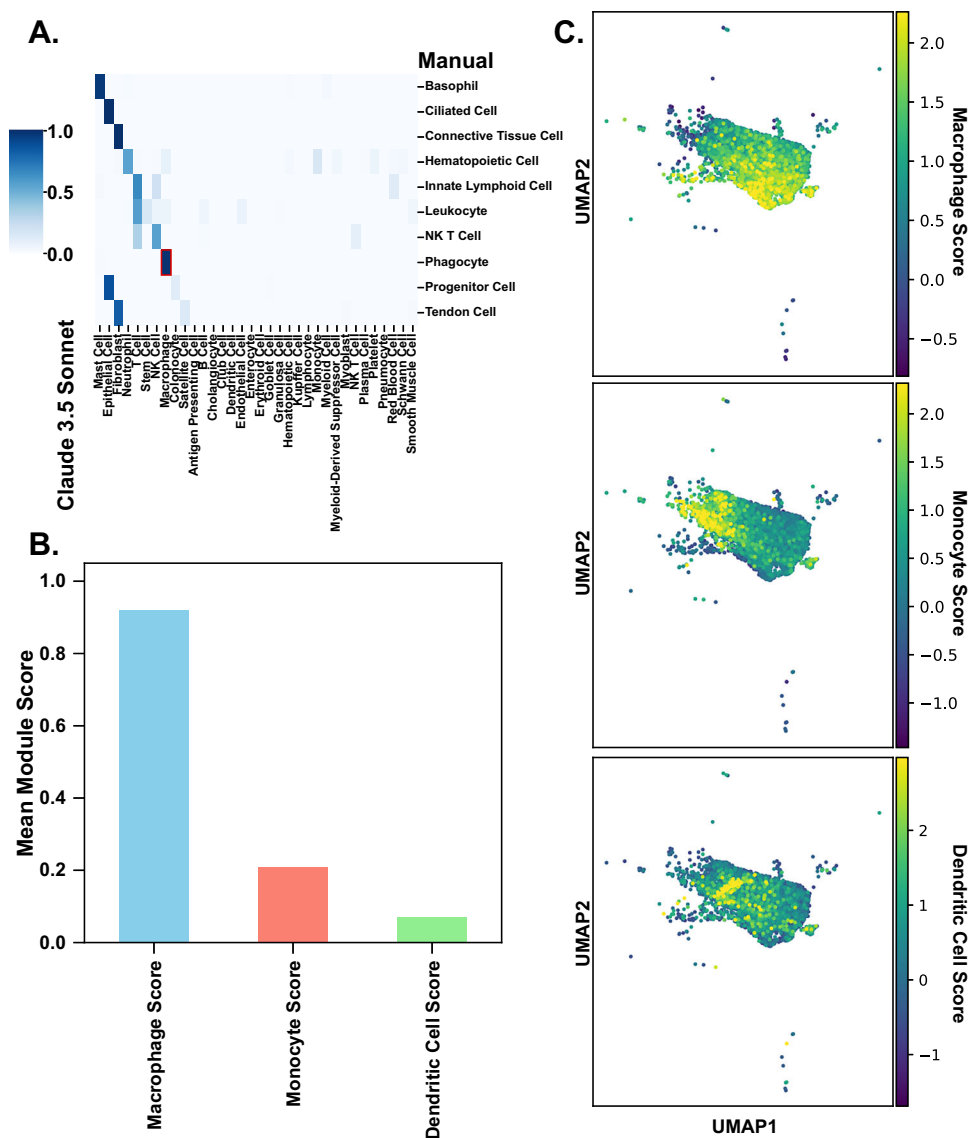 A.
Manual
Basophil
Ciliated Cell
Connective Tissue Cell
Hematopoietic Cell
Innate Lymphoid Cell
Leukocyte
NK T Cell
Phagocyte
Progenitor Cell
Tendon Cell
1.0
0.5
0.0
Claude 3.5 Sonnet
Mast Cell
Epithelial Cell
Fibroblast
Neutrophil
T Cell
Stem Cell
NK Cell
Macrophage
Colonocyte
Satellite Cell
Antigen Presenting Cell
B Cell
Cholangiocyte
Club Cell
Dendritic Cell
Endothelial Cell
Enterocyte
Erythroid Cell
Goblet Cell
Granulosa Cell
Hematopoietic Cell
Kupffer Cell
Lymphocyte
Monocyte
Myeloid Cell
Myeloid-Derived Suppressor Cell
Myoblast
NK T Cell
Plasma Cell
Platelet
Pneumocyte
Red Blood Cell
Schwann Cell
Smooth Muscle Cell
B.
Mean Module Score
1.0
0.8
0.6
0.4
0.2
0.0
Macrophage Score
Monocyte Score
Dendritic Cell Score
C.
UMAP2
2.0
1.5
1.0
0.5
0.0
−0.5
Macrophage Score
UMAP2
2.0
1.5
1.0
0.5
0.0
−0.5
−1.0
Monocyte Score
UMAP2
2
1
0
−1
Dendritic Cell Score
UMAP1